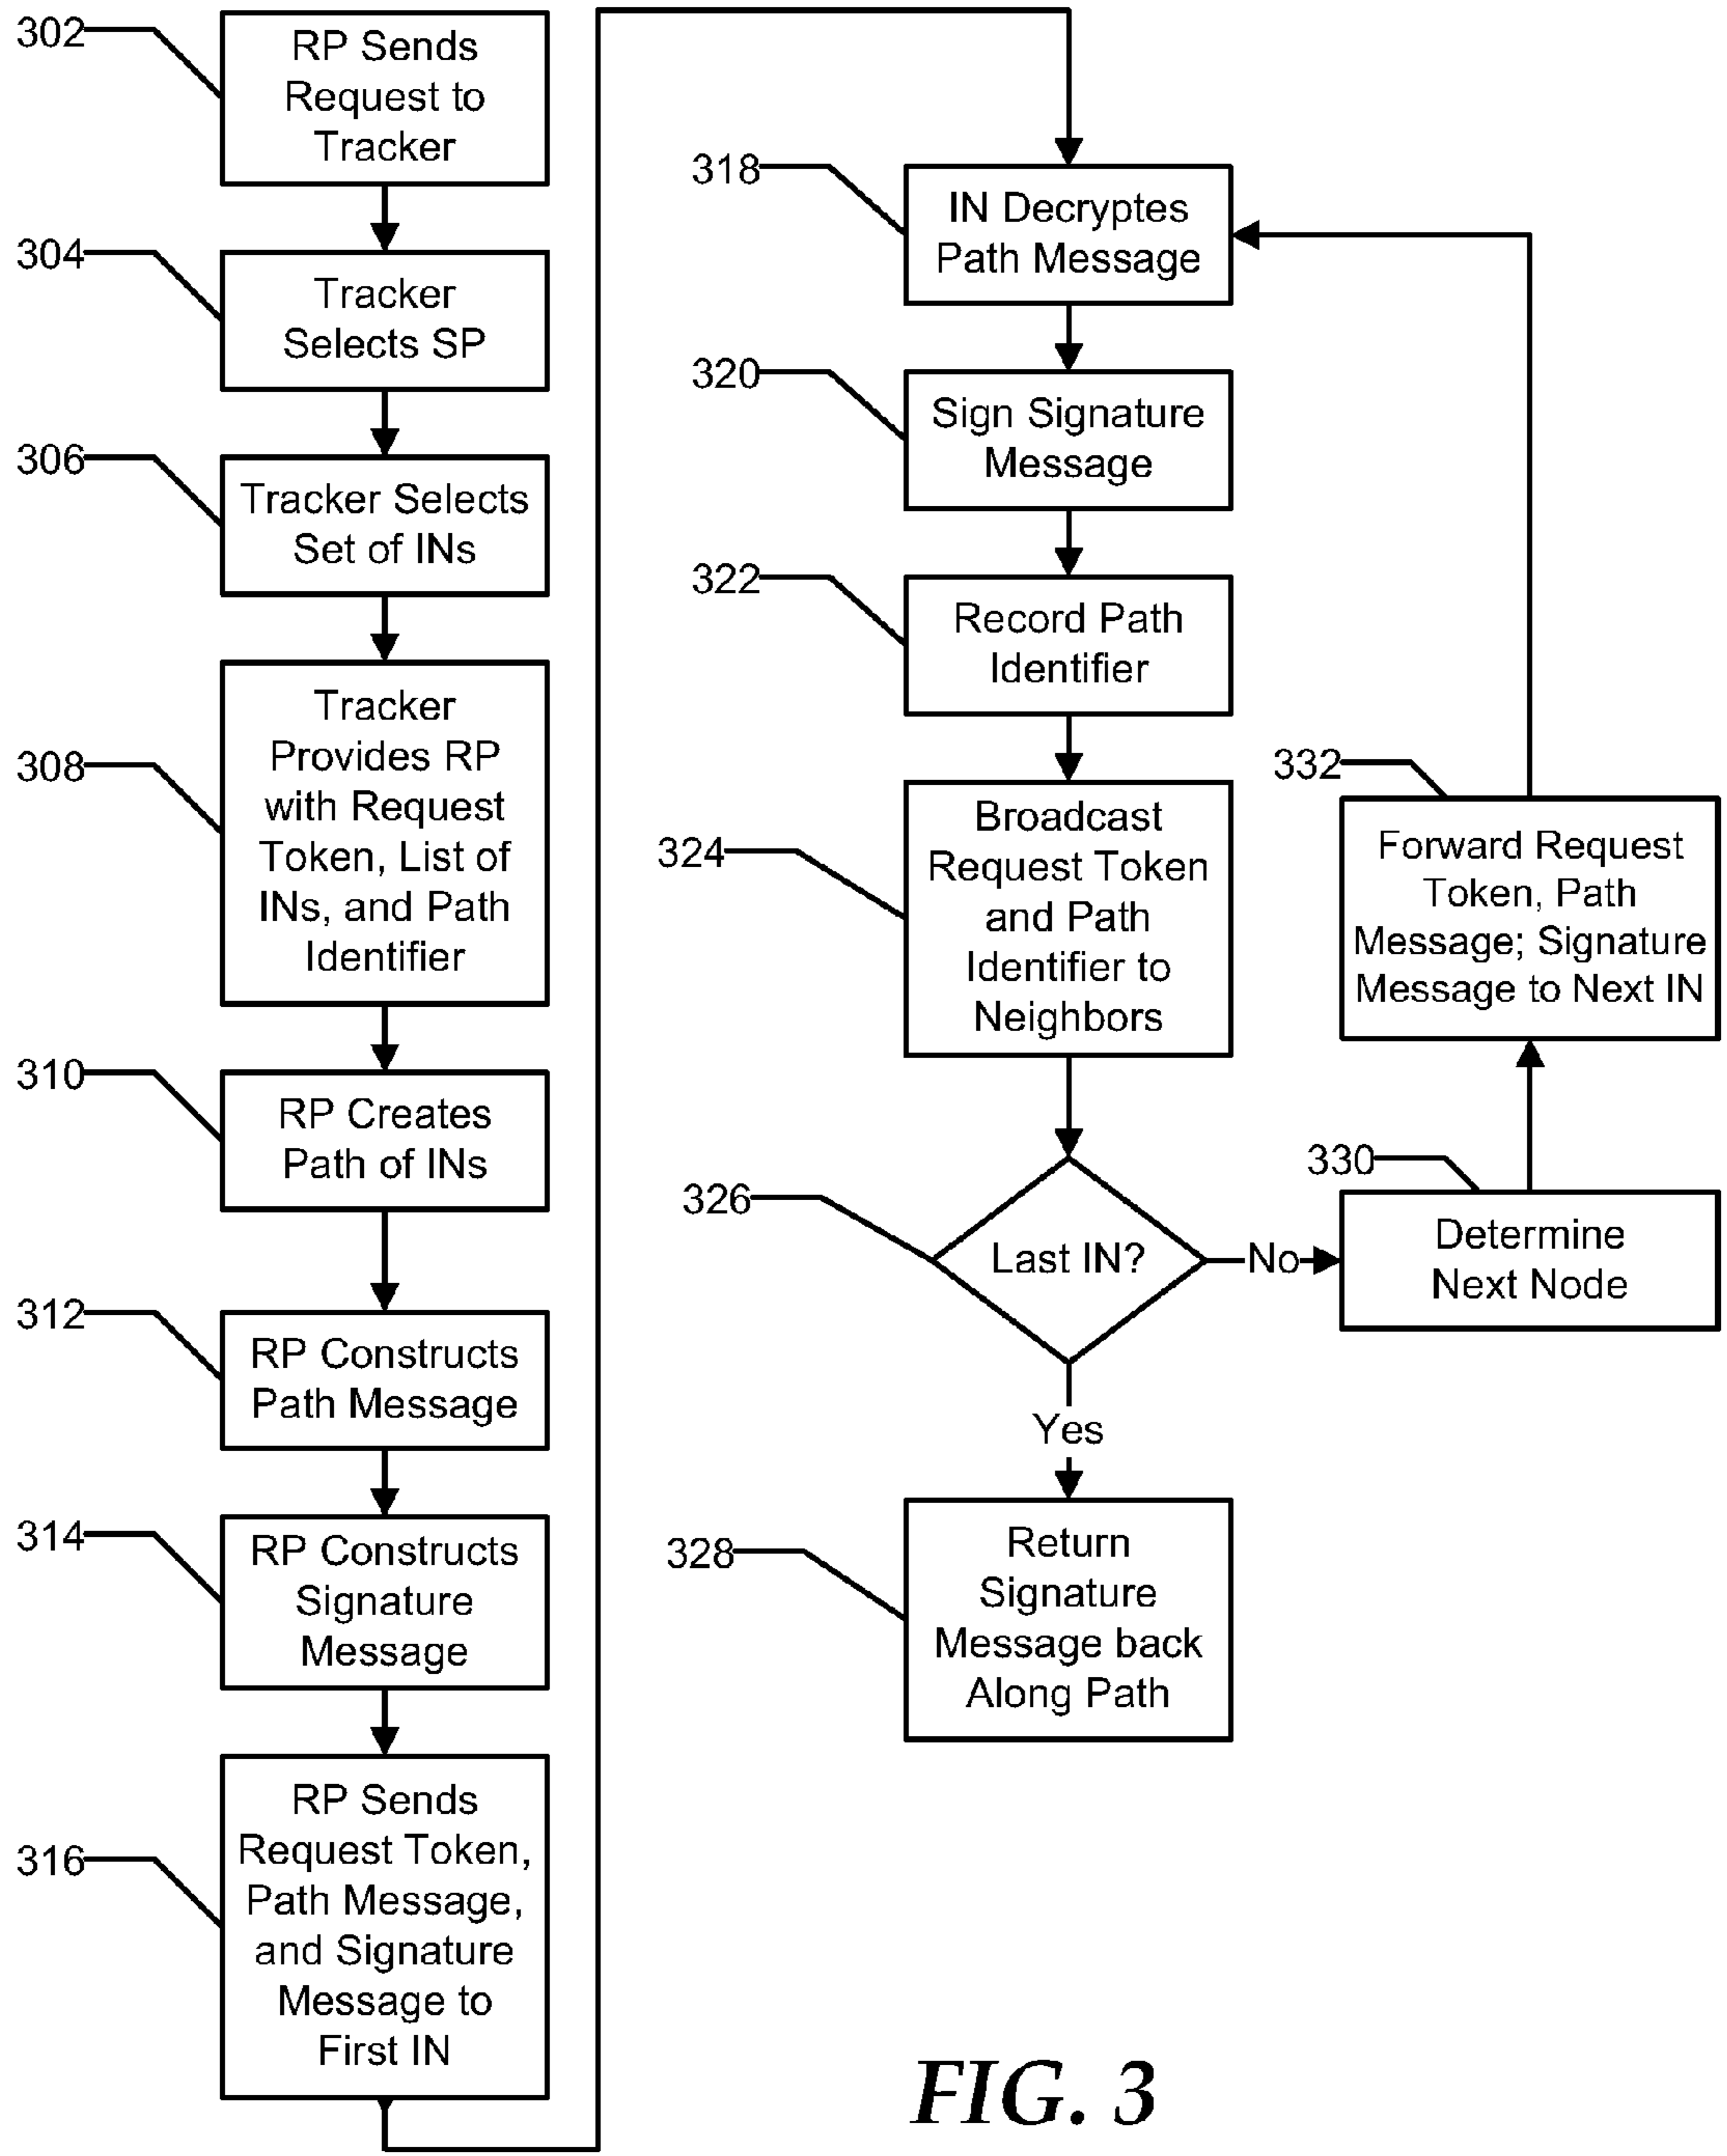 302
RP Sends
Request to
Tracker
304
Tracker
Selects SP
306
Tracker Selects
Set of INs
308
Tracker
Provides RP
with Request
Token, List of
INs, and Path
Identifier
310
RP Creates
Path of INs
312
RP Constructs
Path Message
314
RP Constructs
Signature
Message
316
RP Sends
Request Token,
Path Message,
and Signature
Message to
First IN
318
IN Decryptes
Path Message
320
Sign Signature
Message
322
Record Path
Identifier
324
Broadcast
Request Token
and Path
Identifier to
Neighbors
326
Last IN?
No
Yes
328
Return
Signature
Message back
Along Path
330
Determine
Next Node
332
Forward Request
Token, Path
Message; Signature
Message to Next IN
FIG. 3